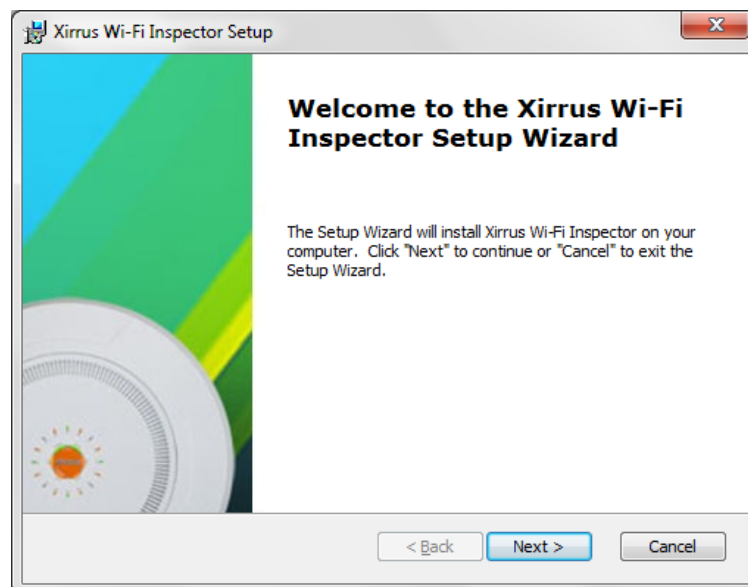 Xirrus Wi-Fi Inspector Setup
Welcome to the Xirrus Wi-Fi
Inspector Setup Wizard
The Setup Wizard will install Xirrus Wi-Fi Inspector on your
computer.  Click "Next" to continue or "Cancel" to exit the
Setup Wizard.
< Back
Next >
Cancel